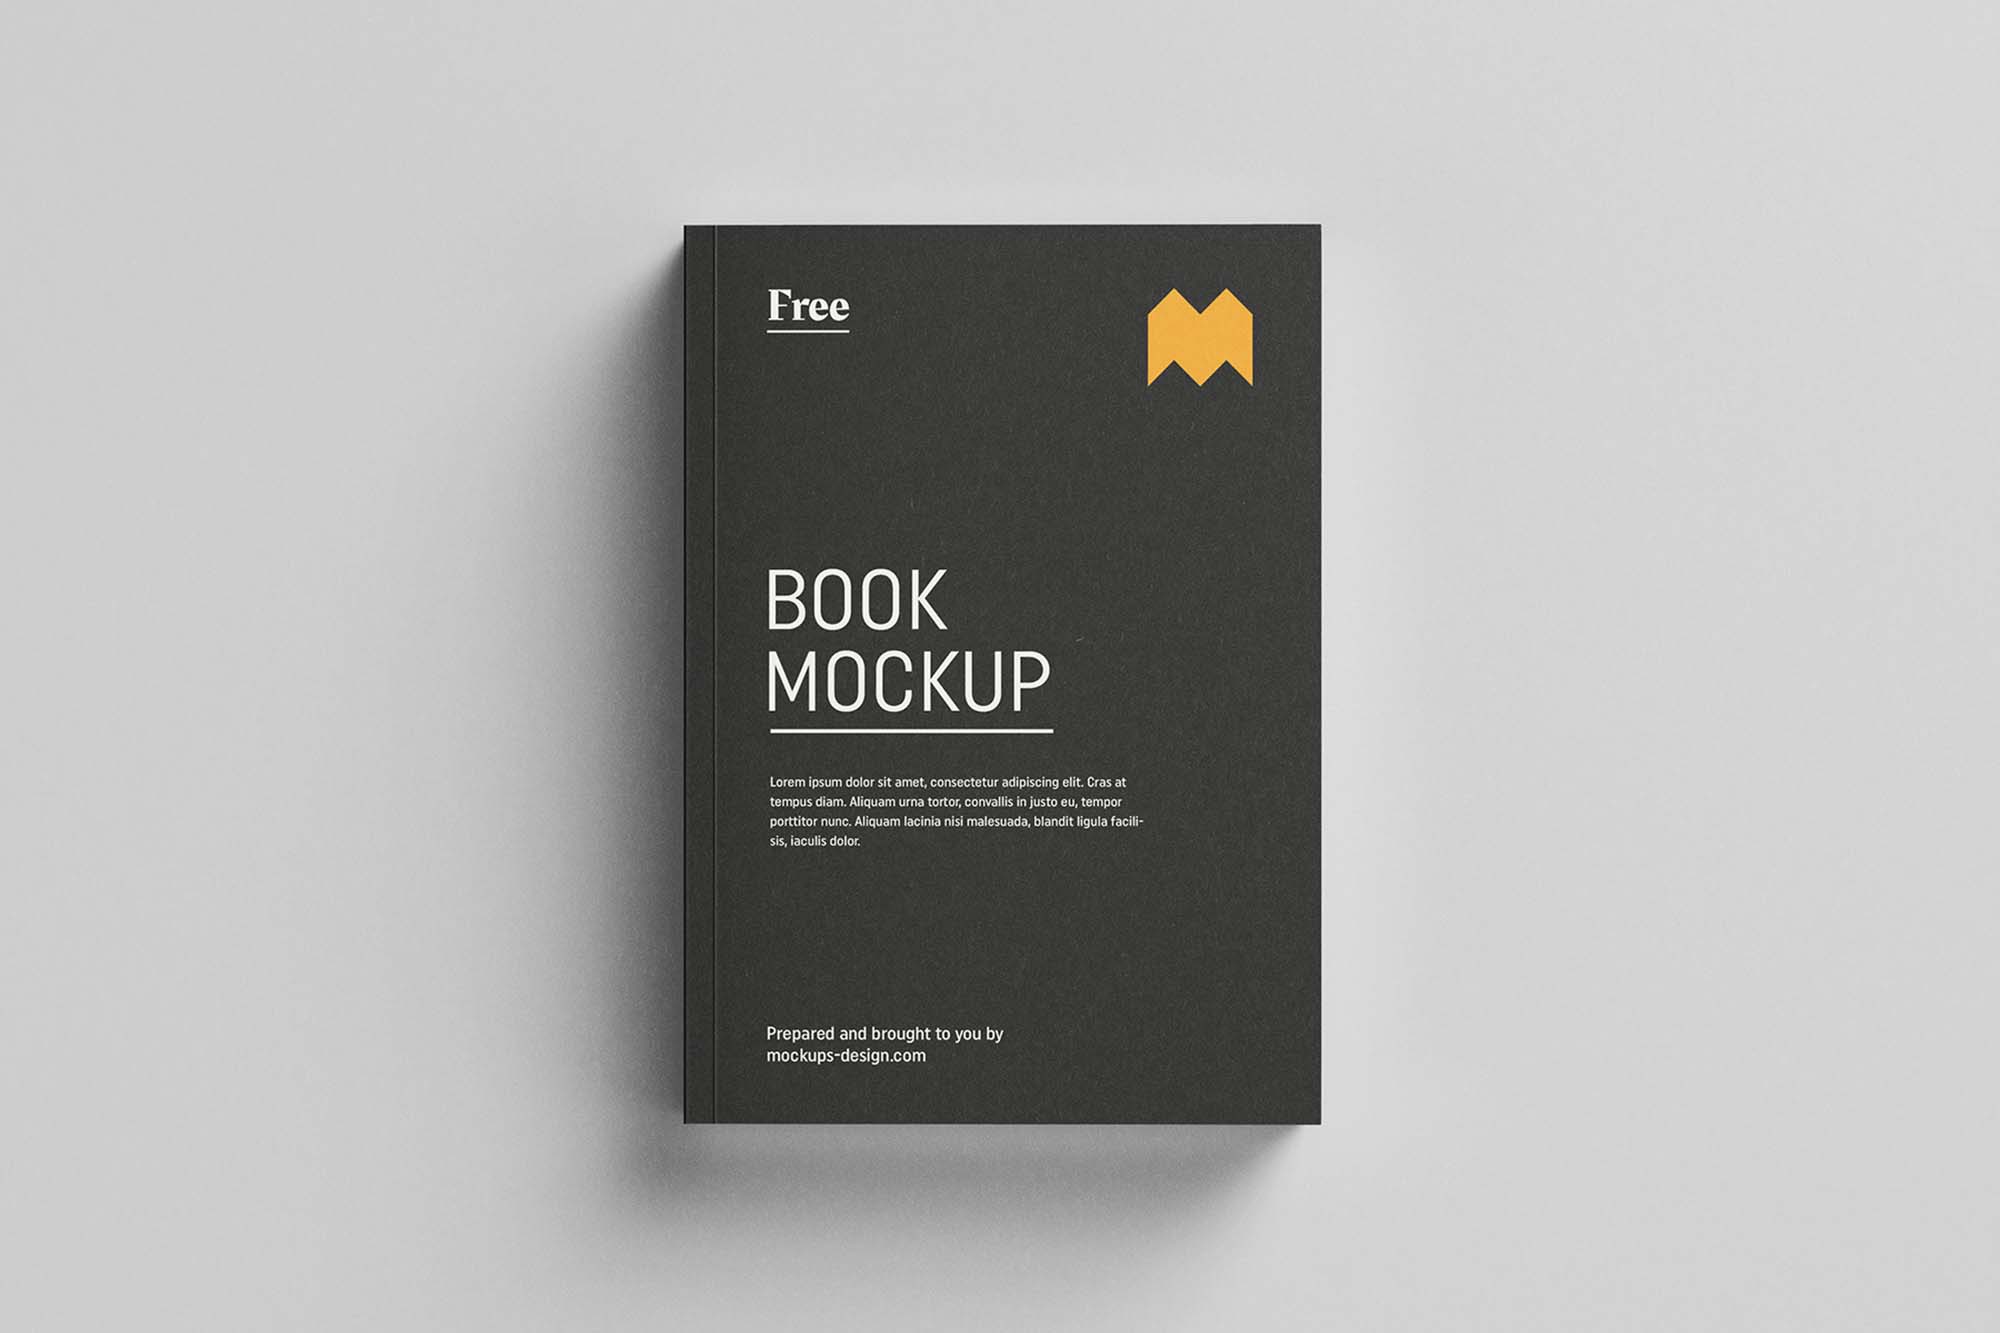 Free
BOOK
MOCKUP
Lorem ipsum dolor sit amet, consectetur adipiscing elit. Cras at
tempus diam. Aliquam urna tortor, convallis in justo eu, tempor
porttitor nunc. Aliquam lacinia nisi malesuada, blandit ligula facili-
sis, iaculis dolor.
Prepared and brought to you by
mockups-design.com